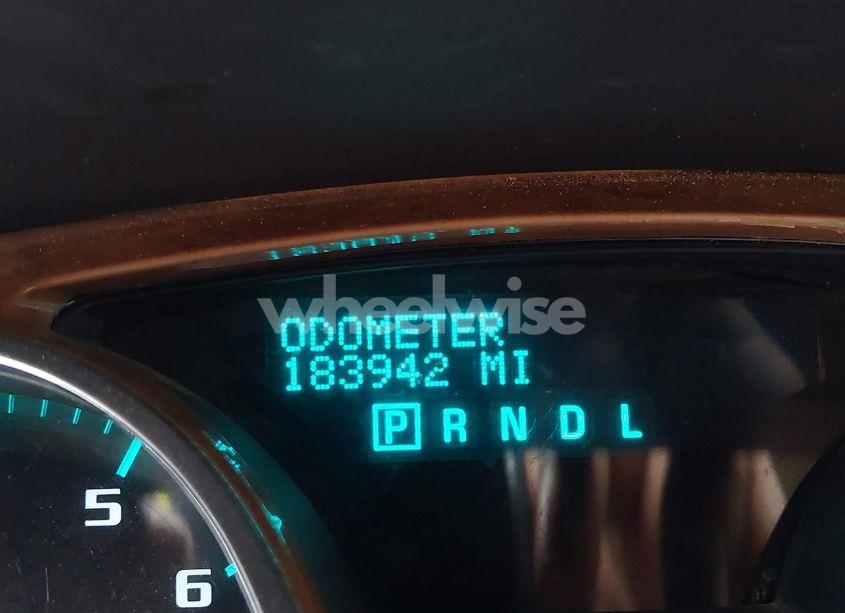 wheelwise
ODOMETER
183942 MI
P R N D L
5
6